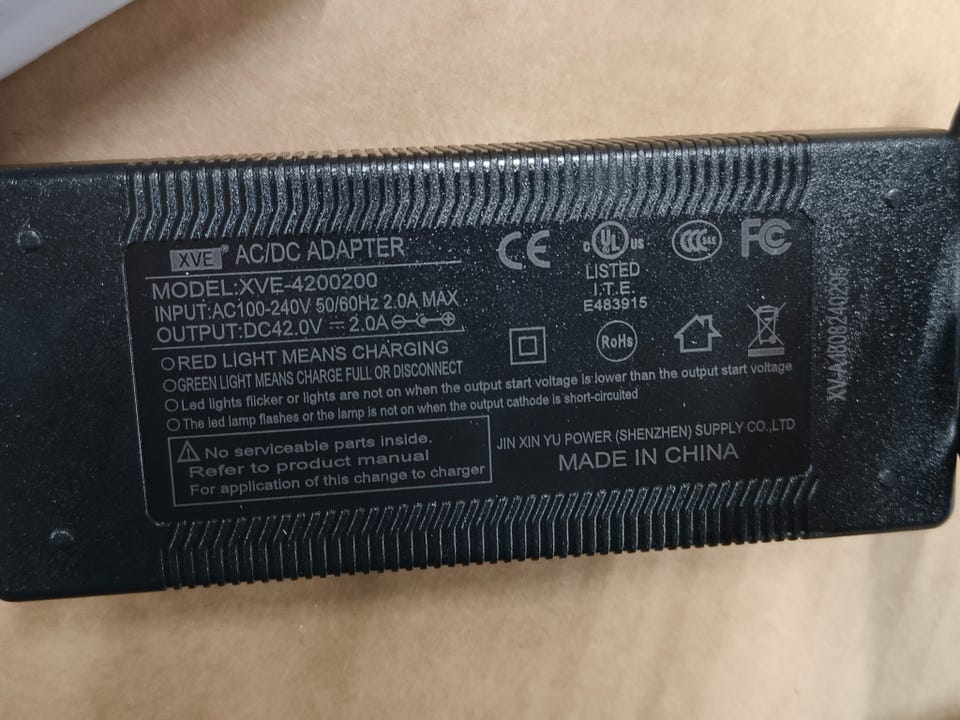 XVE® AC/DC ADAPTER
MODEL:XVE-4200200
INPUT:AC100-240V 50/60Hz 2.0A MAX
OUTPUT:DC42.0V ⎓ 2.0A
RED LIGHT MEANS CHARGING
GREEN LIGHT MEANS CHARGE FULL OR DISCONNECT
Led lights flicker or lights are not on when the output start voltage is lower than the output start voltage
The led lamp flashes or the lamp is not on when the output cathode is short-circuited
No serviceable parts inside.
Refer to product manual
For application of this change to charger
CE
c UL us
LISTED
I.T.E.
E483915
CCC S&E
FC
RoHS
JIN XIN YU POWER (SHENZHEN) SUPPLY CO.,LTD
MADE IN CHINA